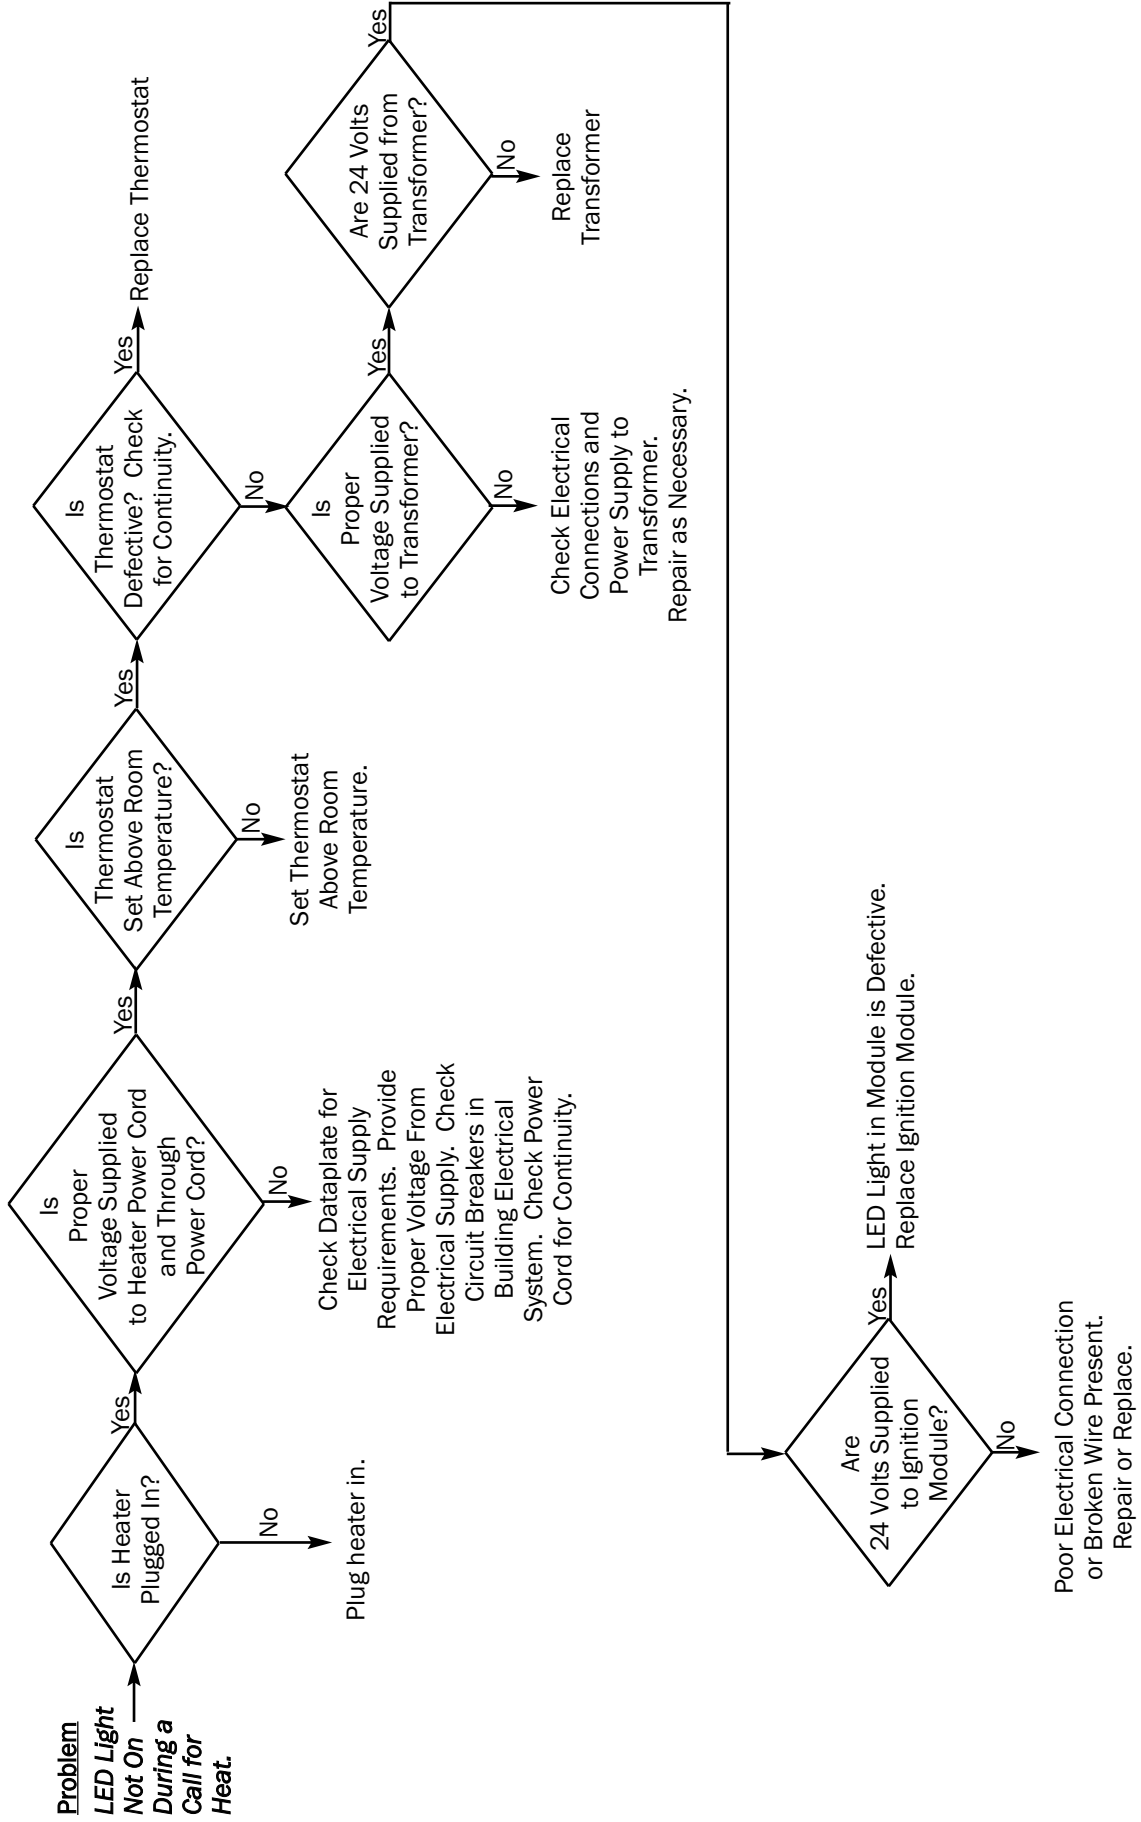 Problem
LED Light
Not On
During a
Call for
Heat.
Is Heater
Plugged In?
Yes
No
Plug heater in.
Is
Proper
Voltage Supplied
to Heater Power Cord
and Through
Power Cord?
Yes
No
Check Dataplate for
Electrical Supply
Requirements. Provide
Proper Voltage From
Electrical Supply. Check
Circuit Breakers in
Building Electrical
System. Check Power
Cord for Continuity.
Is
Thermostat
Set Above Room
Temperature?
Yes
No
Set Thermostat
Above Room
Temperature.
Is
Thermostat
Defective? Check
for Continuity.
Yes
Replace Thermostat
No
Is
Proper
Voltage Supplied
to Transformer?
Yes
No
Check Electrical
Connections and
Power Supply to
Transformer.
Repair as Necessary.
Are 24 Volts
Supplied from
Transformer?
Yes
No
Replace
Transformer
Are
24 Volts Supplied
to Ignition
Module?
Yes
LED Light in Module is Defective.
Replace Ignition Module.
No
Poor Electrical Connection
or Broken Wire Present.
Repair or Replace.